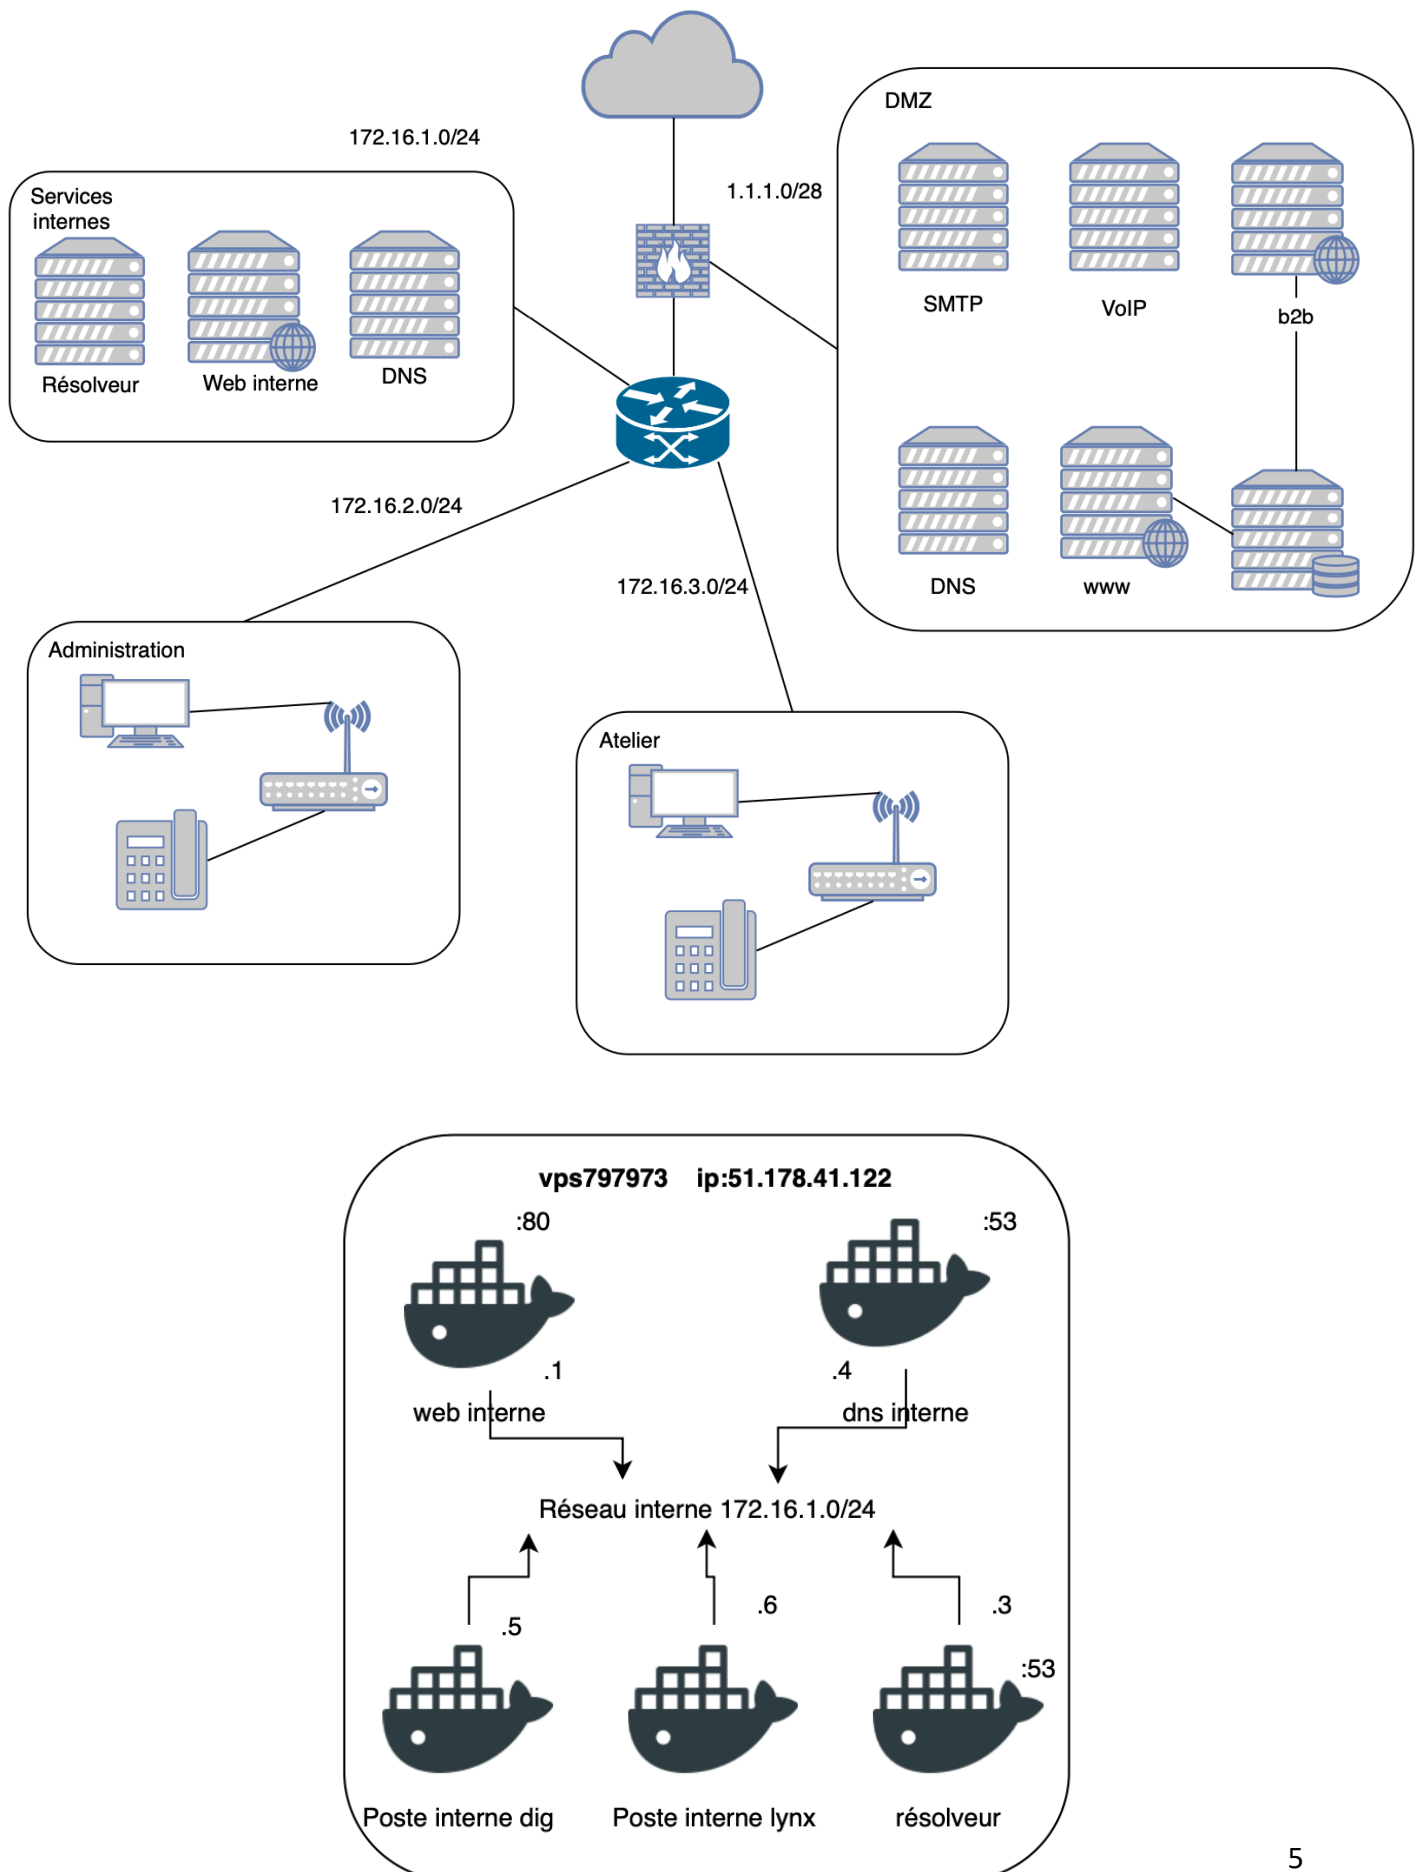 DMZ
172.16.1.0/24
1.1.1.0/28
Services
internes
SMTP
VoIP
b2b
Résolveur
Web interne
DNS
172.16.2.0/24
172.16.3.0/24
DNS
www
Administration
Atelier
vps797973 ip:51.178.41.122
:80
:53
.1
.4
web interne
dns interne
Réseau interne 172.16.1.0/24
.5
.6
.3
:53
Poste interne dig
Poste interne lynx
résolveur
5